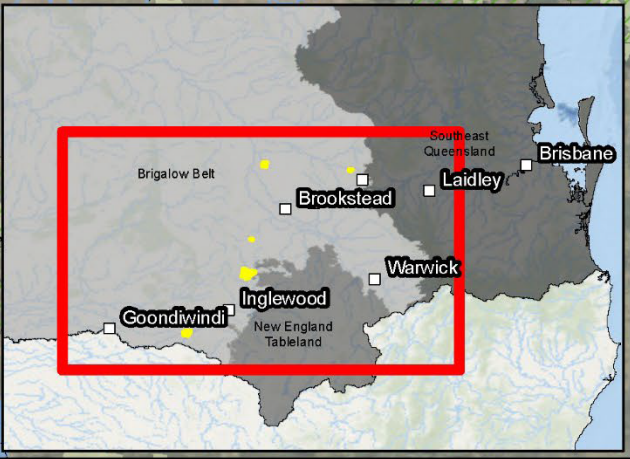 Southeast
Queensland
Brisbane
Brigalow Belt
Laidley
Brookstead
Warwick
Inglewood
Goondiwindi
New England
Tableland